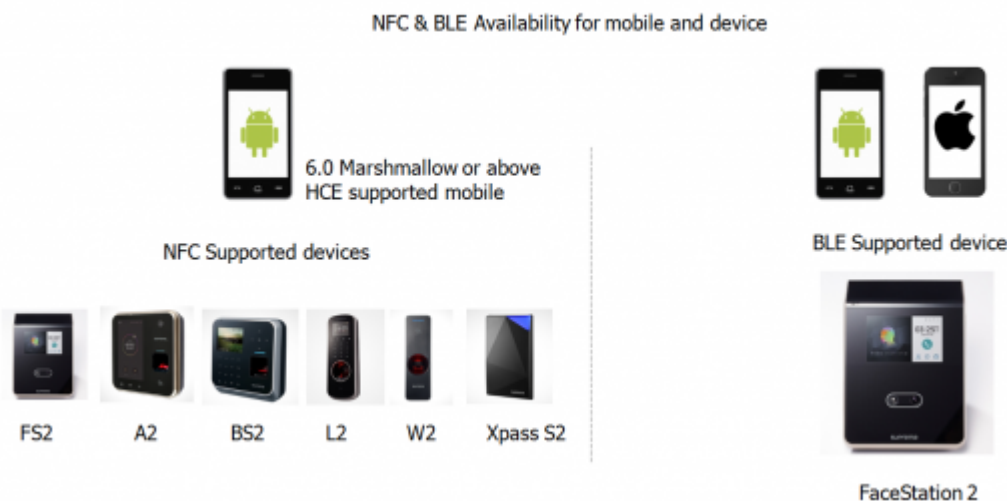 NFC & BLE Availability for mobile and device
6.0 Marshmallow or above
HCE supported mobile
NFC Supported devices
BLE Supported device
FS2
A2
BS2
L2
W2
Xpass S2
FaceStation 2